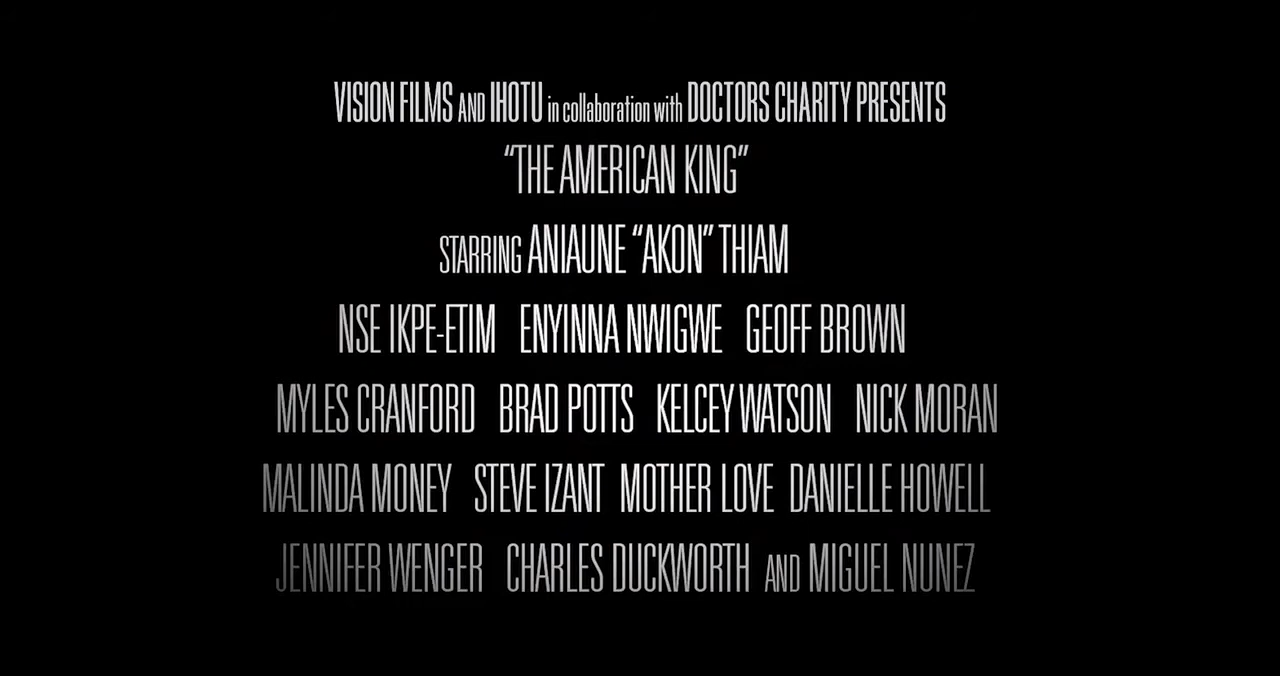 VISION FILMS AND IHOTU in collaboration with DOCTORS CHARITY PRESENTS
“THE AMERICAN KING”
STARRING ANIAUNE “AKON” THIAM
NSE IKPE-ETIM ENYINNA NWIGWE GEOFF BROWN
MYLES CRANFORD BRAD POTTS KELCEY WATSON NICK MORAN
MALINDA MONEY STEVE IZANT MOTHER LOVE DANIELLE HOWELL
JENNIFER WENGER CHARLES DUCKWORTH AND MIGUEL NUNEZ